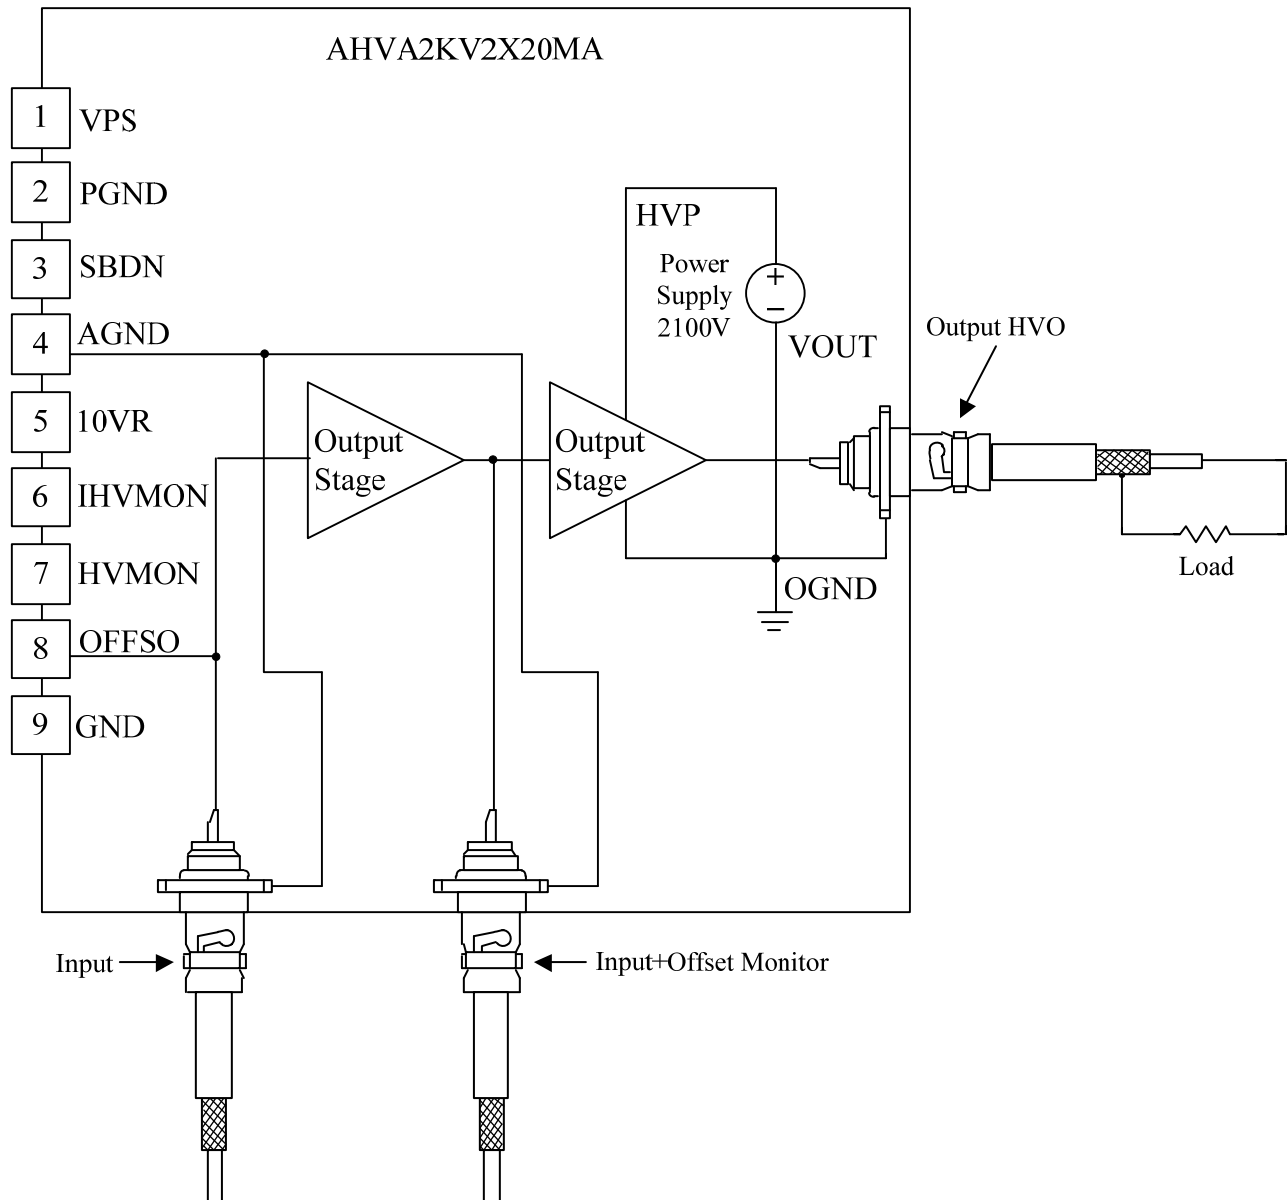 AHVA2KV2X20MA
1 VPS
2 PGND
3 SBDN
4 AGND
5 10VR
6 IHVMON
7 HVMON
8 OFFSO
9 GND
HVP
Power
Supply
2100V
+
−
VOUT
Output HVO
Output
Stage
Output
Stage
OGND
Load
Input
Input+Offset Monitor